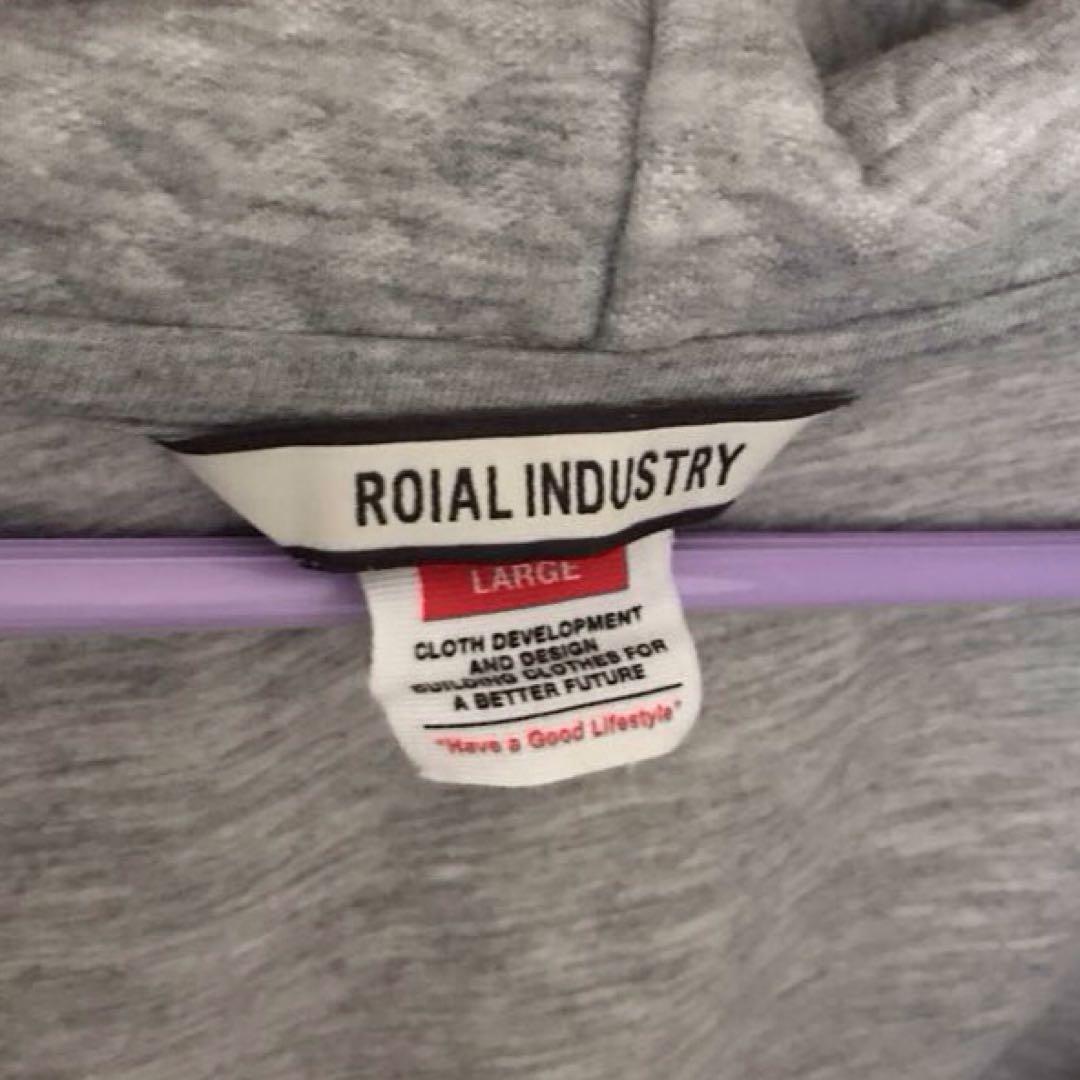 ROIAL INDUSTRY
LARGE
CLOTH DEVELOPMENT
AND DESIGN
BUILDING CLOTHES FOR
A BETTER FUTURE
"Have a Good Lifestyle"